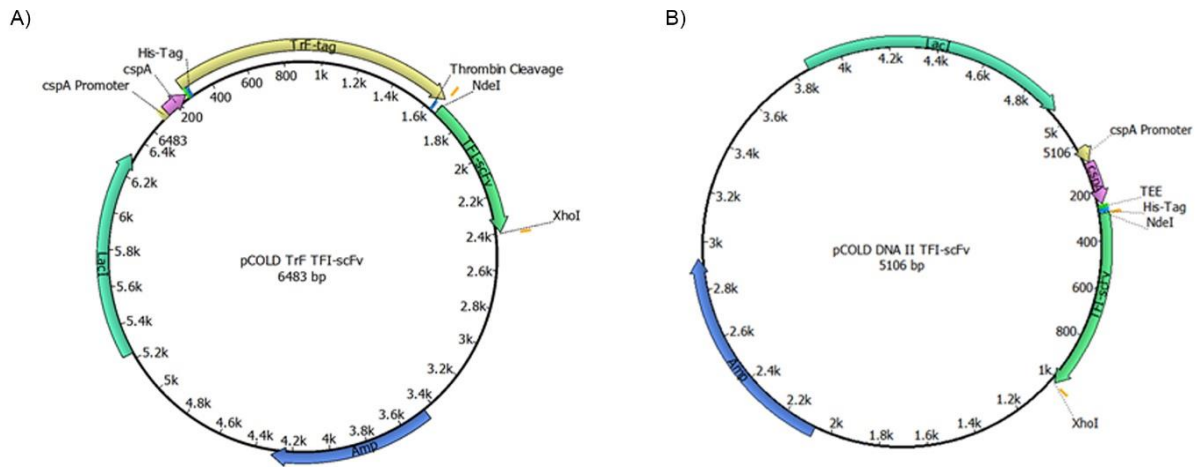 A)
TrF-tag
His-Tag
cspA
cspA Promoter
Thrombin Cleavage
NdeI
TFI-scFv
XhoI
Amp
LacI
200
400
600
800
1k
1.2k
1.4k
1.6k
1.8k
2k
2.2k
2.4k
2.6k
2.8k
3k
3.2k
3.4k
3.6k
3.8k
4k
4.2k
4.4k
4.6k
4.8k
5k
5.2k
5.4k
5.6k
5.8k
6k
6.2k
6.4k
6483
pCOLD TrF TFI-scFv
6483 bp
B)
LacI
cspA Promoter
cspA
TEE
His-Tag
NdeI
TFI-scFv
XhoI
Amp
200
400
600
800
1k
1.2k
1.4k
1.6k
1.8k
2k
2.2k
2.4k
2.6k
2.8k
3k
3.2k
3.4k
3.6k
3.8k
4k
4.2k
4.4k
4.6k
4.8k
5k
5106
pCOLD DNA II TFI-scFv
5106 bp